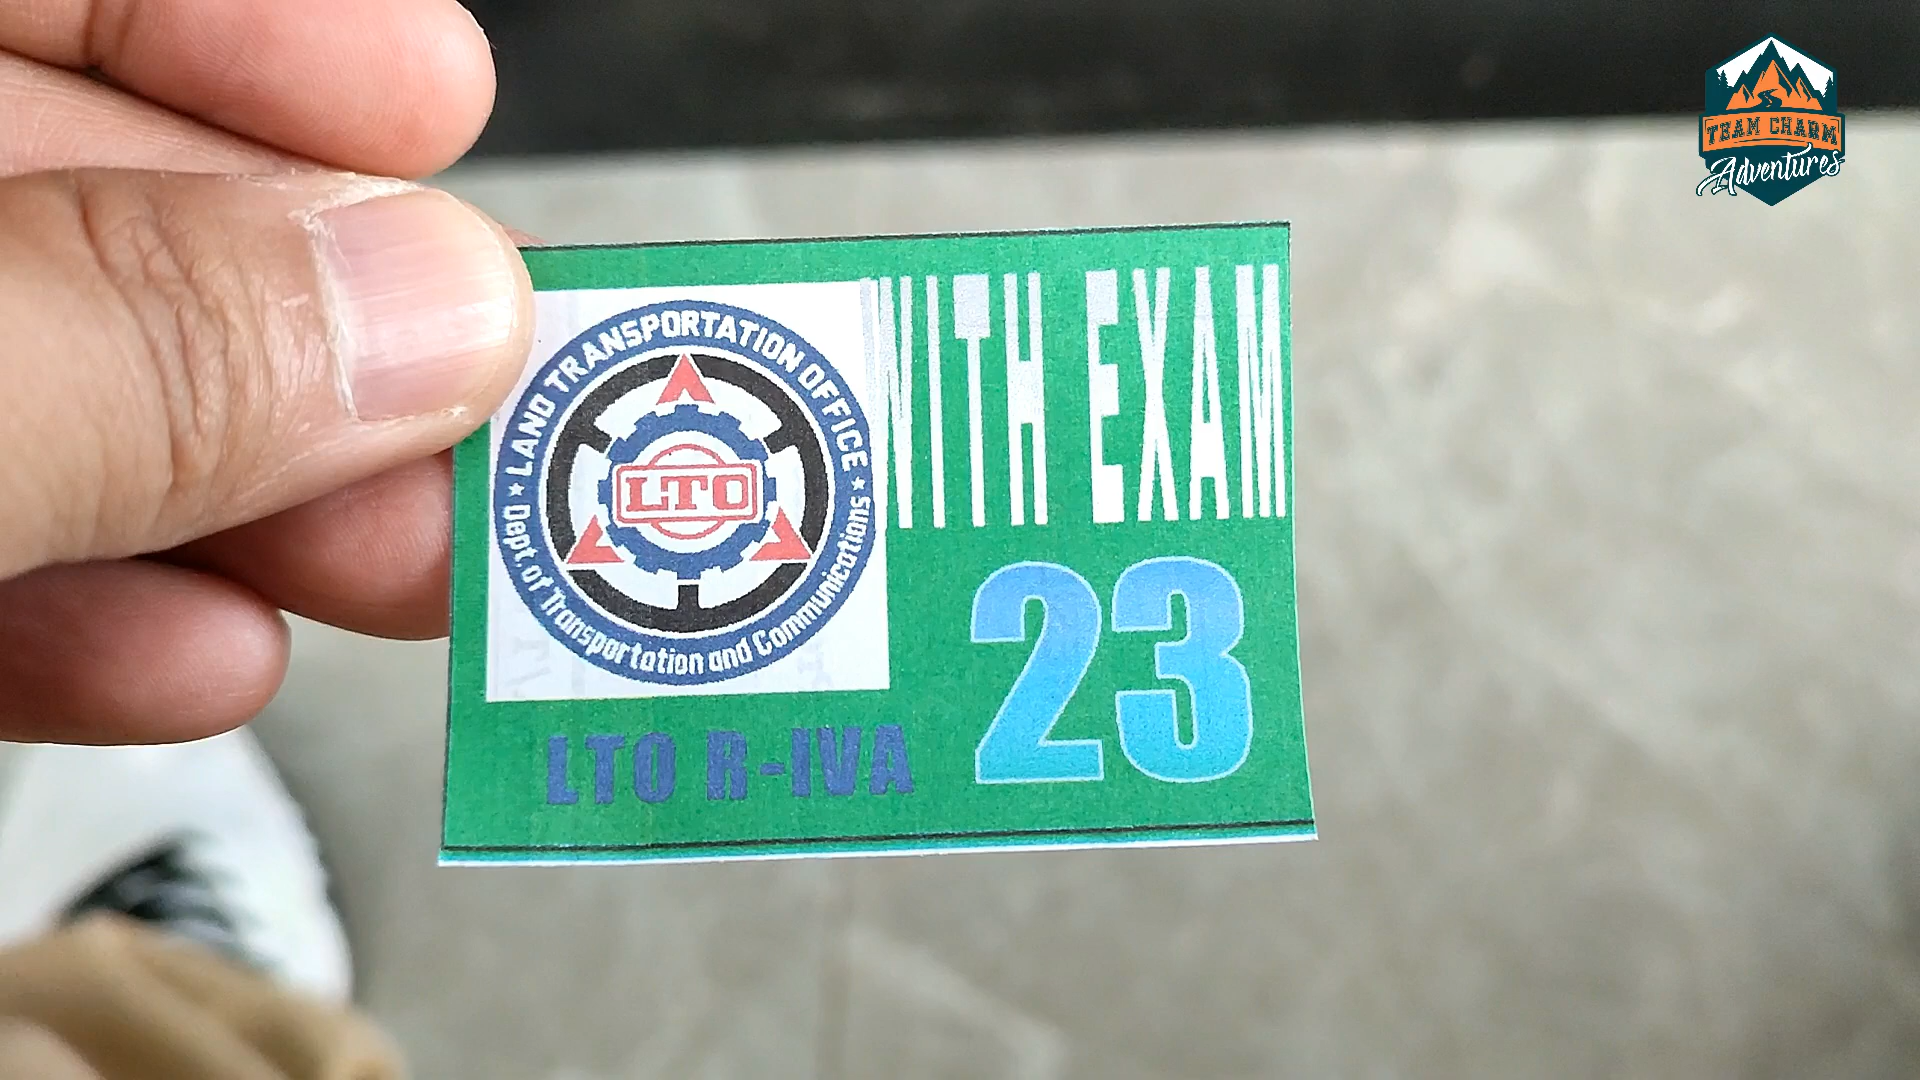 TEAM CHARM
Adventures
WITH EXAM
LAND TRANSPORTATION OFFICE
LTO
★ Dept. of Transportation and Communications ★
23
LTO R-IVA